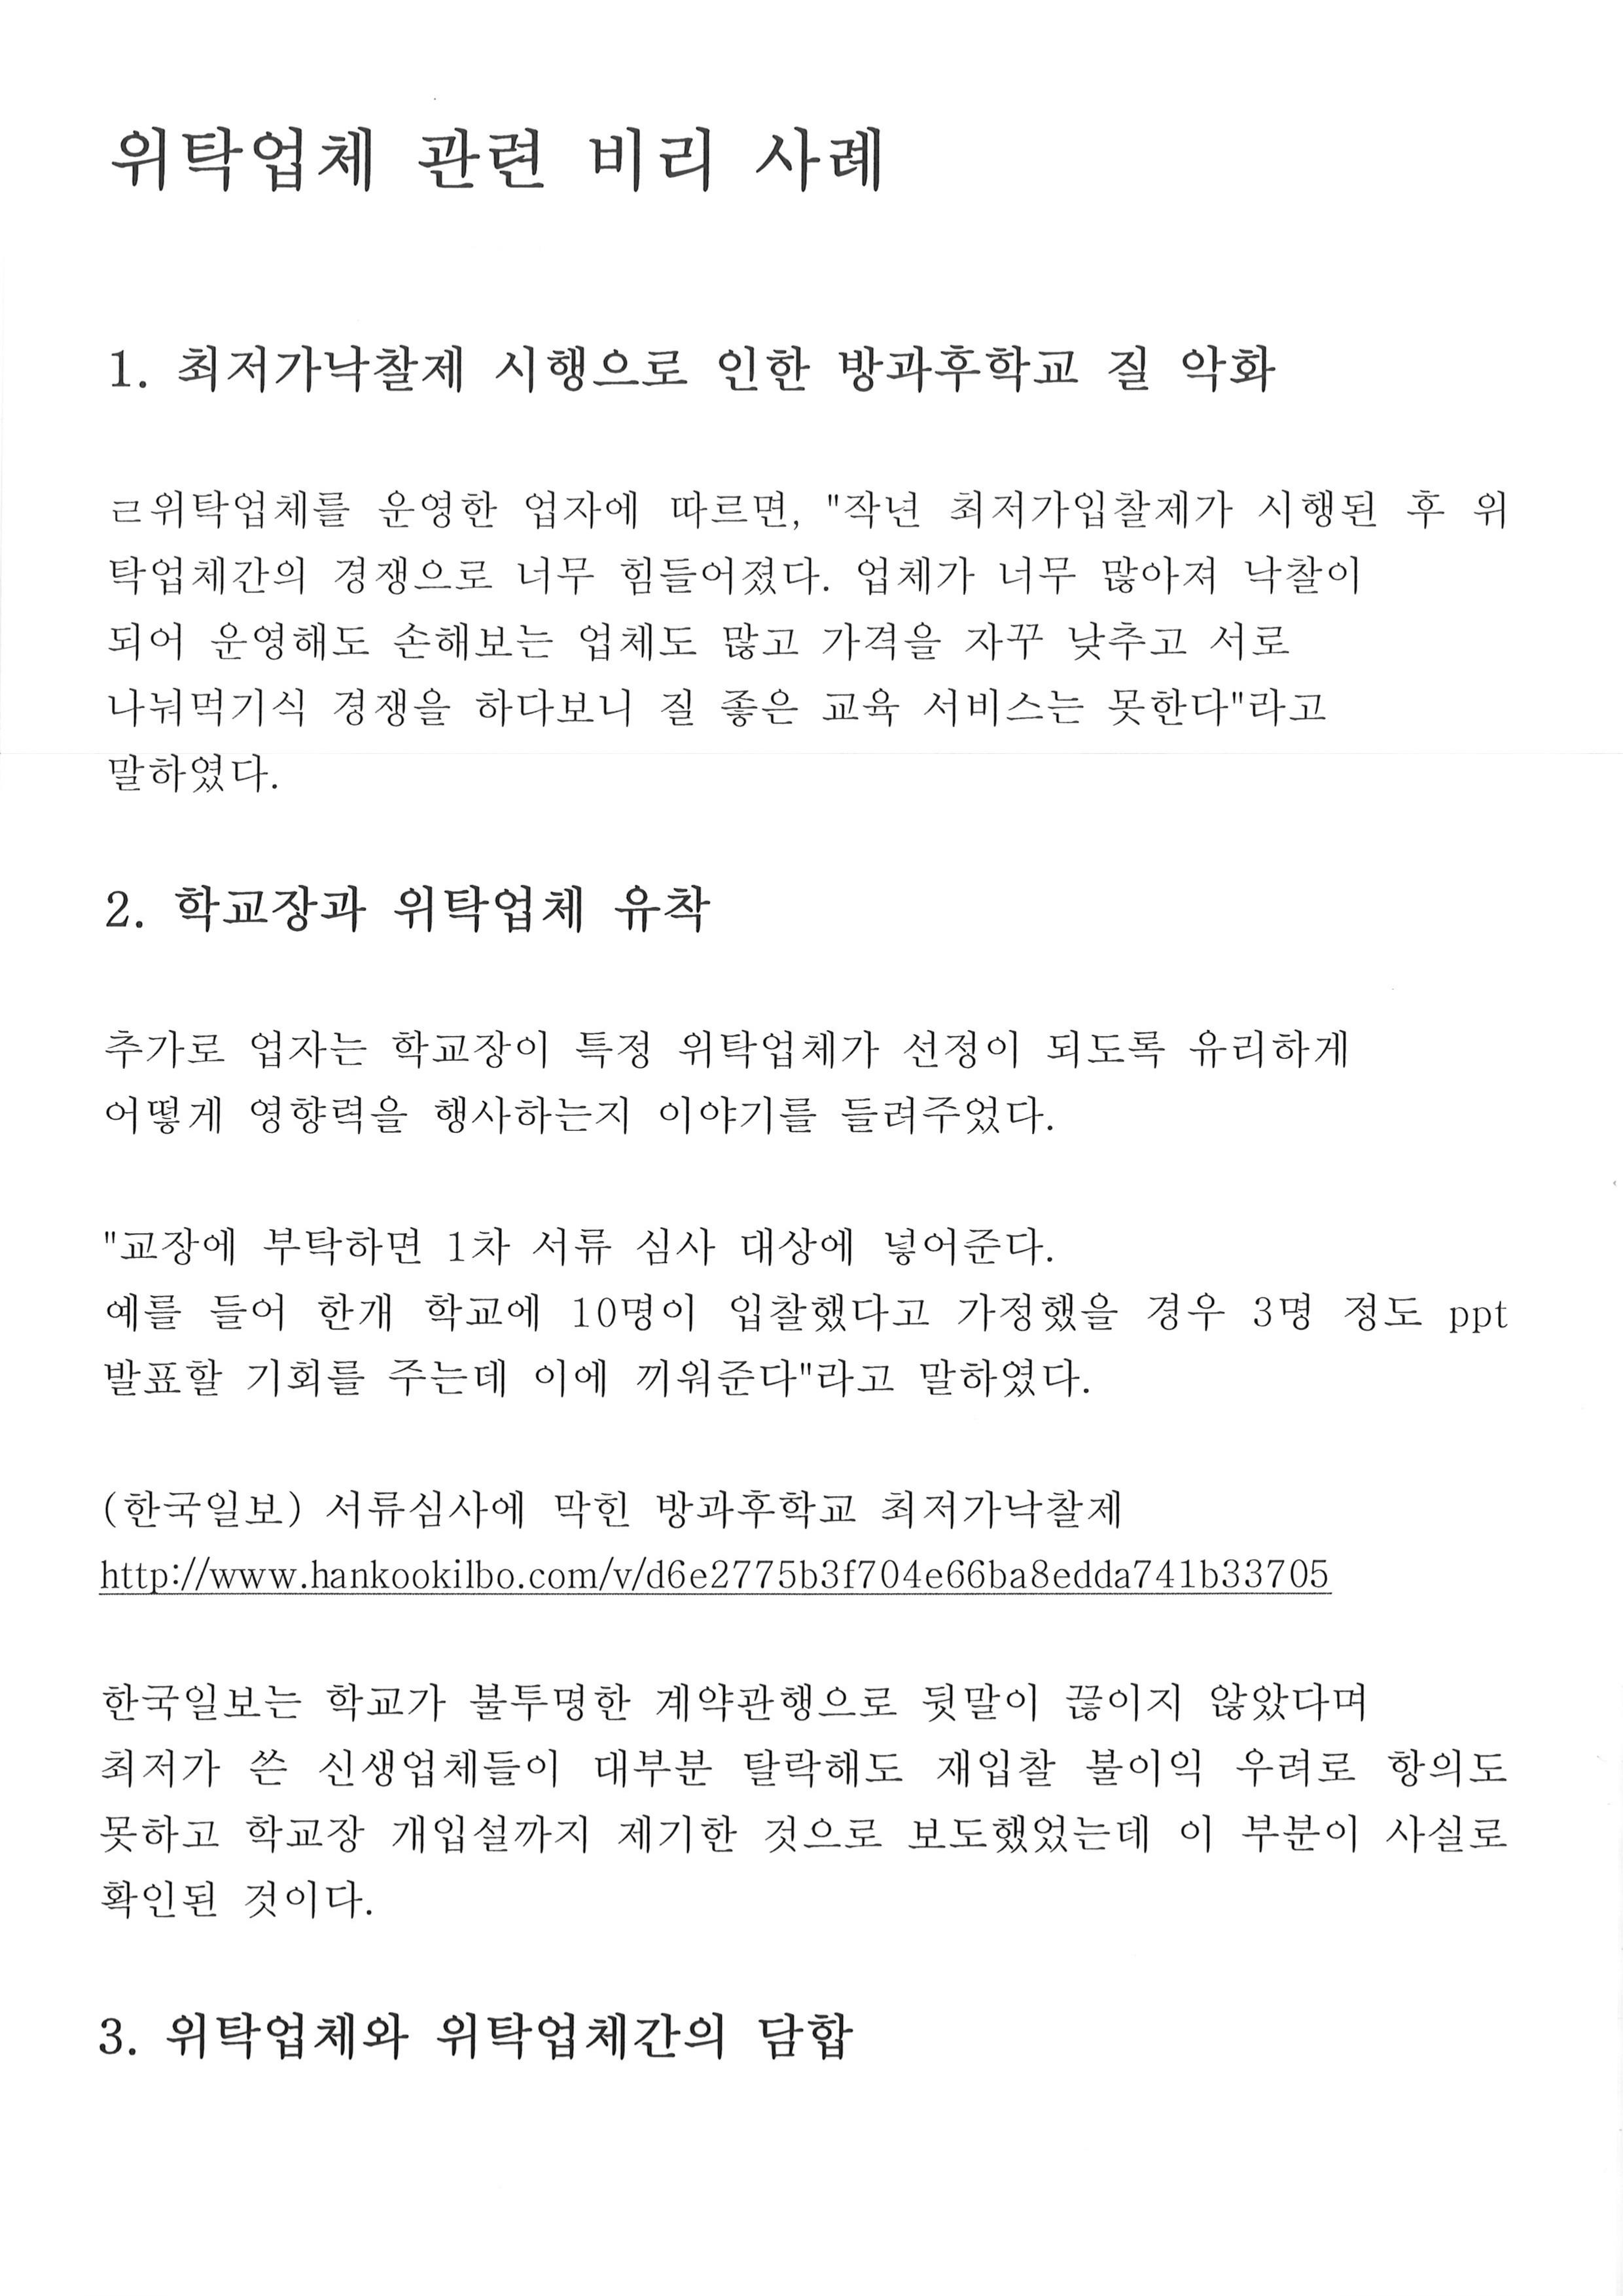 위탁업체 관련 비리 사례
1. 최저가낙찰제 시행으로 인한 방과후학교 질 악화
ㄹ위탁업체를 운영한 업자에 따르면, "작년 최저가입찰제가 시행된 후 위
탁업체간의 경쟁으로 너무 힘들어졌다. 업체가 너무 많아져 낙찰이
되어 운영해도 손해보는 업체도 많고 가격을 자꾸 낮추고 서로
나눠먹기식 경쟁을 하다보니 질 좋은 교육 서비스는 못한다"라고
말하였다.
2. 학교장과 위탁업체 유착
추가로 업자는 학교장이 특정 위탁업체가 선정이 되도록 유리하게
어떻게 영향력을 행사하는지 이야기를 들려주었다.
"교장에 부탁하면 1차 서류 심사 대상에 넣어준다.
예를 들어 한개 학교에 10명이 입찰했다고 가정했을 경우 3명 정도 ppt
발표할 기회를 주는데 이에 끼워준다"라고 말하였다.
(한국일보) 서류심사에 막힌 방과후학교 최저가낙찰제
http://www.hankookilbo.com/v/d6e2775b3f704e66ba8edda741b33705
한국일보는 학교가 불투명한 계약관행으로 뒷말이 끊이지 않았다며
최저가 쓴 신생업체들이 대부분 탈락해도 재입찰 불이익 우려로 항의도
못하고 학교장 개입설까지 제기한 것으로 보도했었는데 이 부분이 사실로
확인된 것이다.
3. 위탁업체와 위탁업체간의 담합